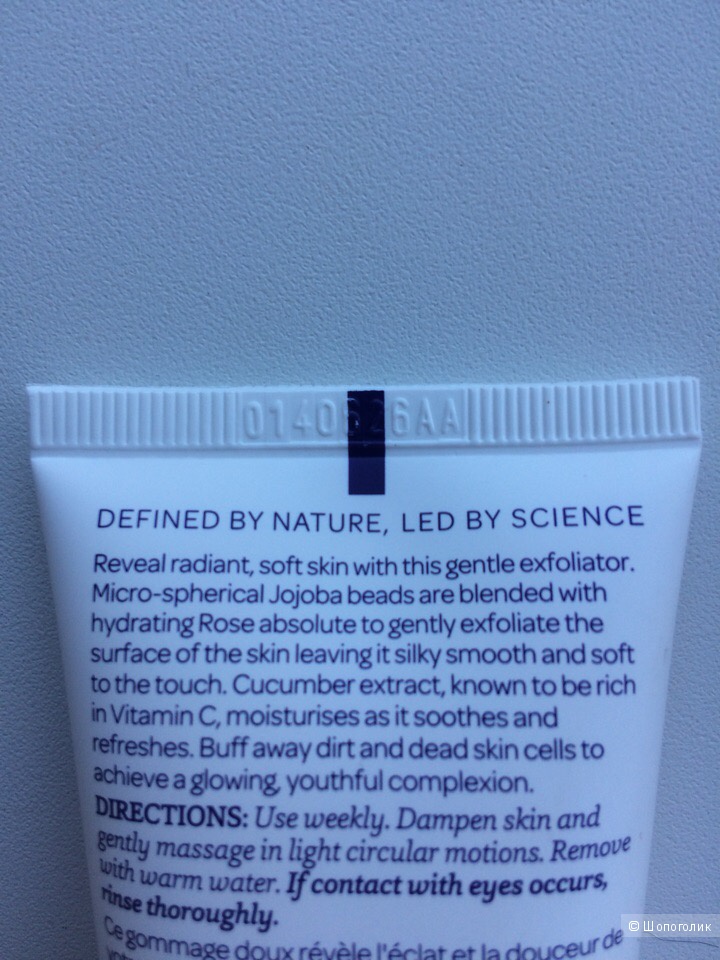 DEFINED BY NATURE, LED BY SCIENCE
Reveal radiant, soft skin with this gentle exfoliator.
Micro-spherical Jojoba beads are blended with
hydrating Rose absolute to gently exfoliate the
surface of the skin leaving it silky smooth and soft
to the touch. Cucumber extract, known to be rich
in Vitamin C, moisturises as it soothes and
refreshes. Buff away dirt and dead skin cells to
achieve a glowing, youthful complexion.
DIRECTIONS: Use weekly. Dampen skin and
gently massage in light circular motions. Remove
with warm water. If contact with eyes occurs,
rinse thoroughly.
Ce gommage doux révèle l'éclat et la douceur de
© Шопоголик